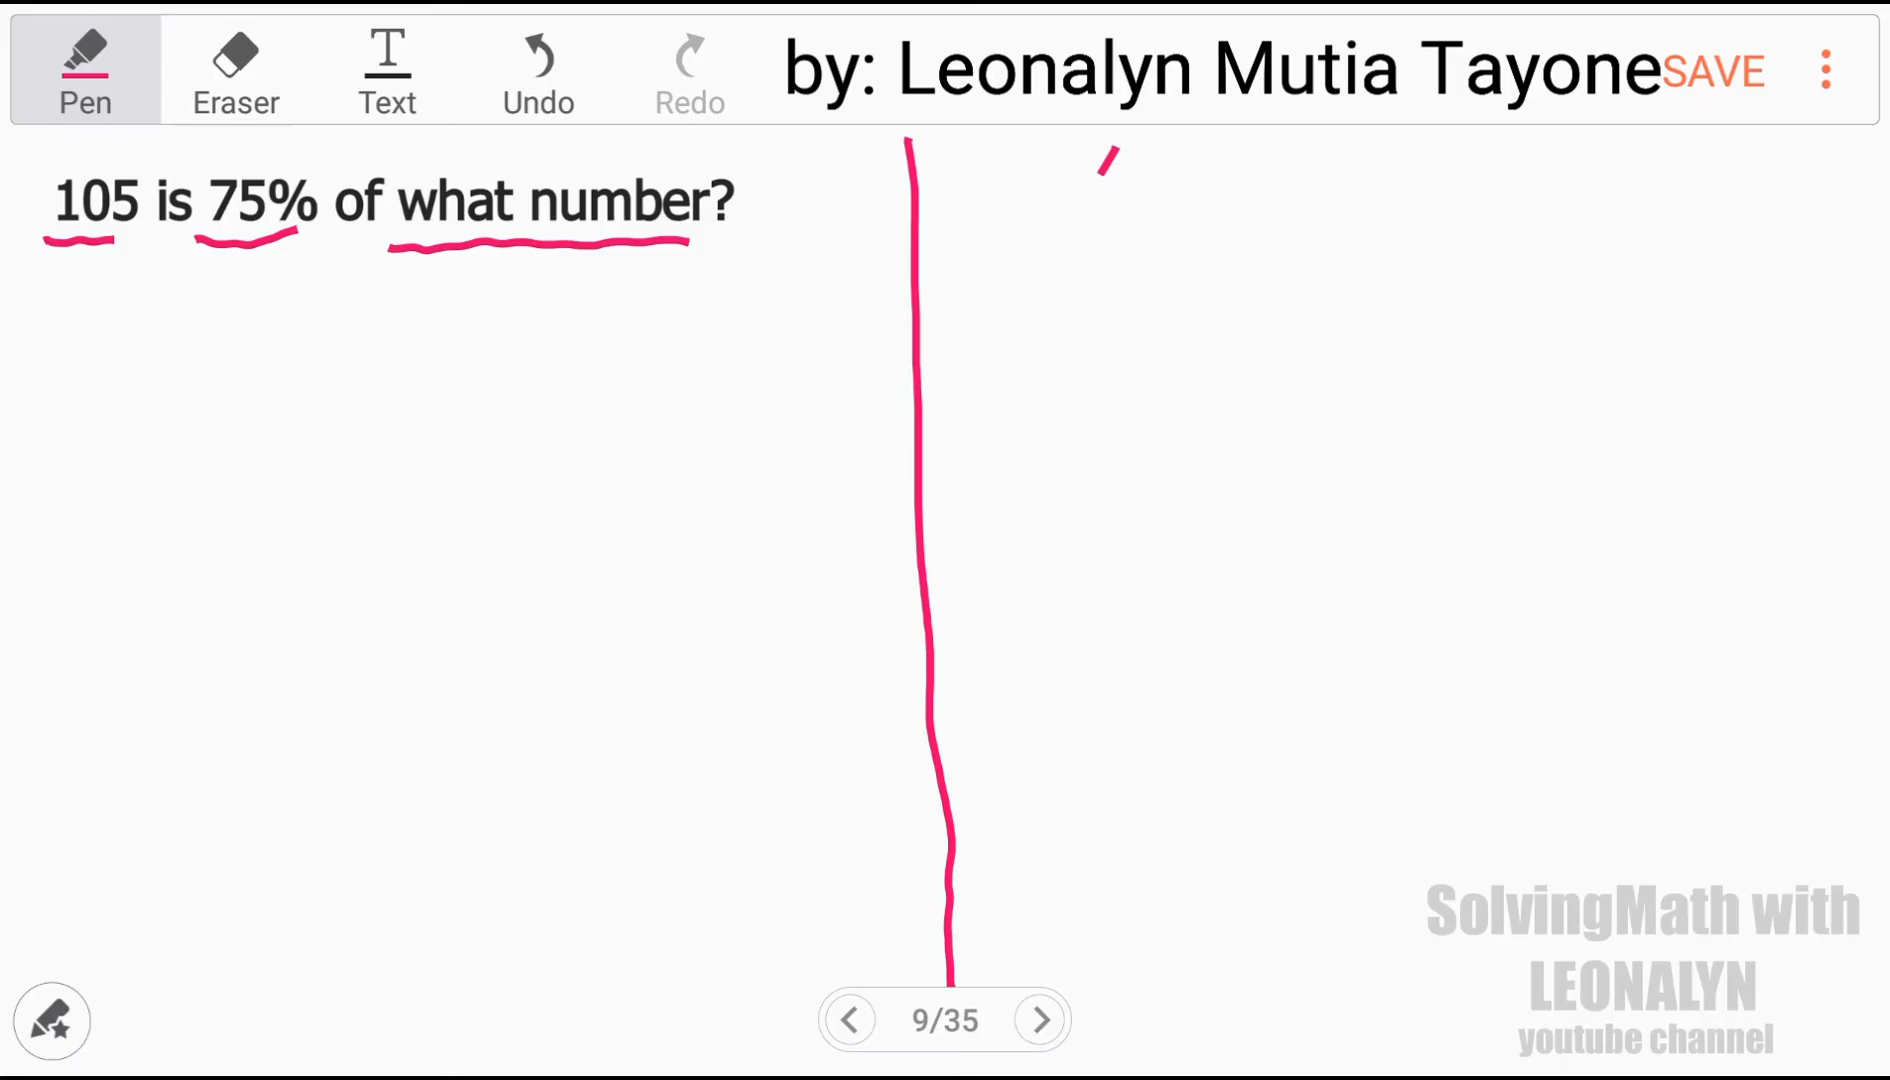 Pen
Eraser
Text
Undo
Redo
by: Leonalyn Mutia Tayone
SAVE
105 is 75% of what number?
9/35
SolvingMath with
LEONALYN
youtube channel